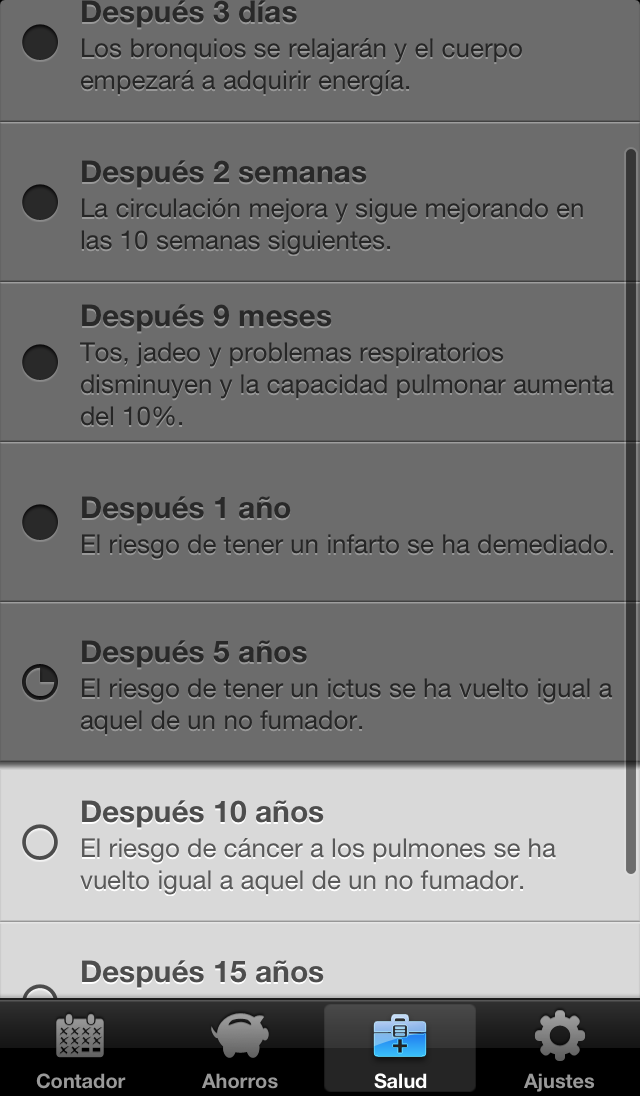 Después 3 días
Los bronquios se relajarán y el cuerpo
empezará a adquirir energía.
Después 2 semanas
La circulación mejora y sigue mejorando en
las 10 semanas siguientes.
Después 9 meses
Tos, jadeo y problemas respiratorios
disminuyen y la capacidad pulmonar aumenta
del 10%.
Después 1 año
El riesgo de tener un infarto se ha demediado.
Después 5 años
El riesgo de tener un ictus se ha vuelto igual a
aquel de un no fumador.
Después 10 años
El riesgo de cáncer a los pulmones se ha
vuelto igual a aquel de un no fumador.
Después 15 años
Contador
Ahorros
Salud
Ajustes